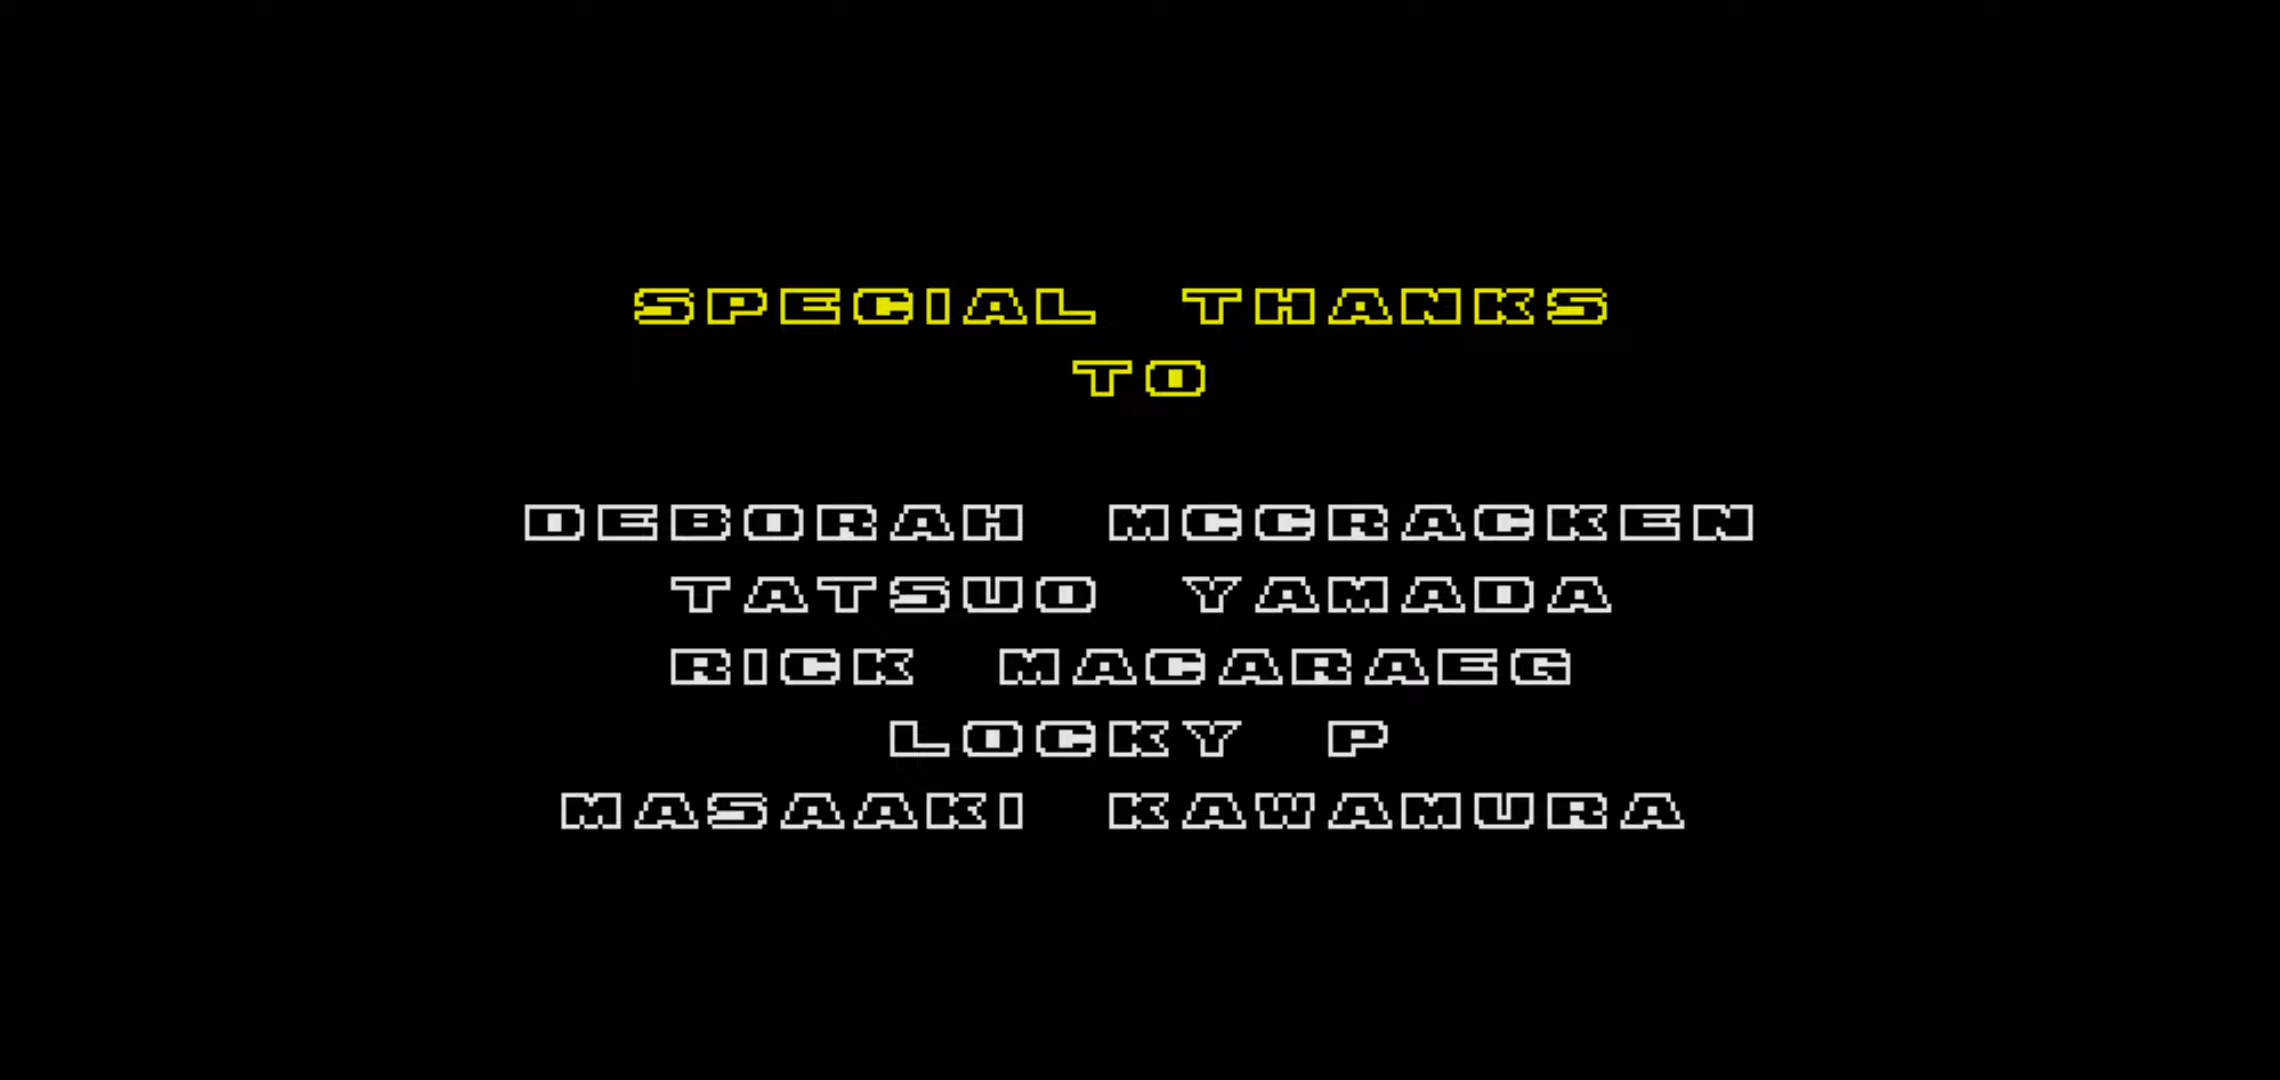 SPECIAL THANKS
TO
DEBORAH MCCRACKEN
TATSUO YAMADA
RICK MACARAEG
LOCKY P
MASAAKI KAWAMURA